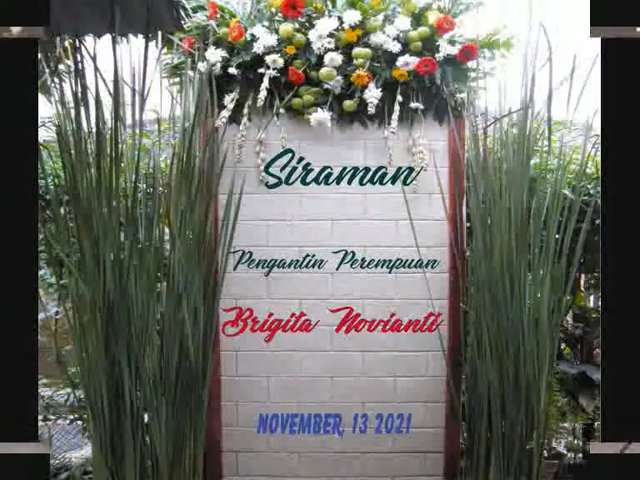 Siraman
Pengantin Perempuan
Brigita Novianti
NOVEMBER, 13 2021